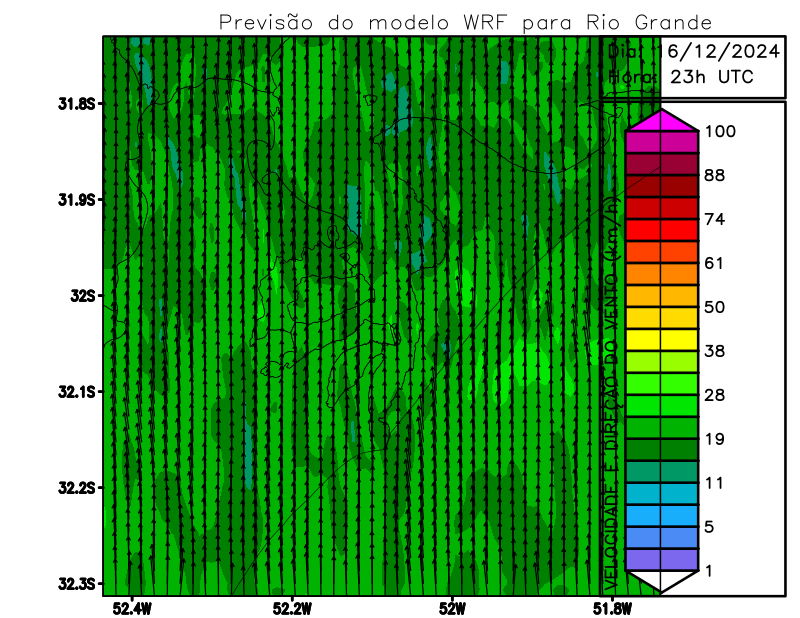 Previsão do modelo WRF para Rio Grande
Dia: 16/12/2024
Hora: 23h UTC
31.8S
31.9S
32S
32.1S
32.2S
32.3S
52.4W
52.2W
52W
51.8W
VELOCIDADE E DIREÇÃO DO VENTO (km/h)
100
88
74
61
50
38
28
19
11
5
1